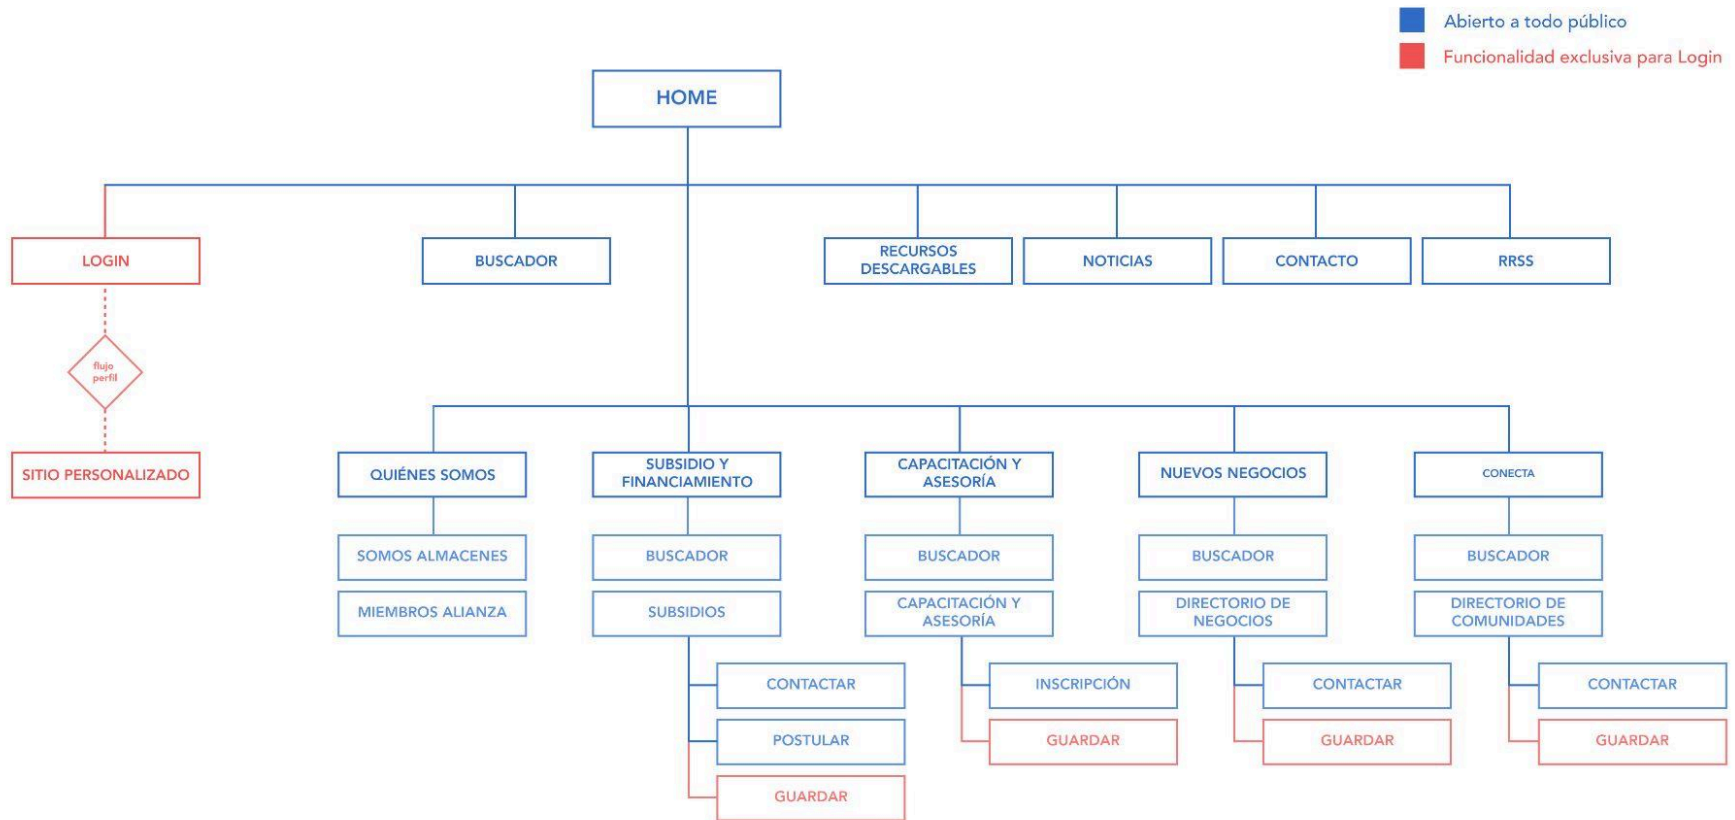 Abierto a todo público
Funcionalidad exclusiva para Login
HOME
LOGIN
BUSCADOR
RECURSOS
DESCARGABLES
NOTICIAS
CONTACTO
RRSS
flujo
perfil
SITIO PERSONALIZADO
QUIÉNES SOMOS
SUBSIDIO Y
FINANCIAMIENTO
CAPACITACIÓN Y
ASESORÍA
NUEVOS NEGOCIOS
CONECTA
SOMOS ALMACENES
BUSCADOR
BUSCADOR
BUSCADOR
BUSCADOR
MIEMBROS ALIANZA
SUBSIDIOS
CAPACITACIÓN Y
ASESORÍA
DIRECTORIO DE
NEGOCIOS
DIRECTORIO DE
COMUNIDADES
CONTACTAR
INSCRIPCIÓN
CONTACTAR
CONTACTAR
POSTULAR
GUARDAR
GUARDAR
GUARDAR
GUARDAR